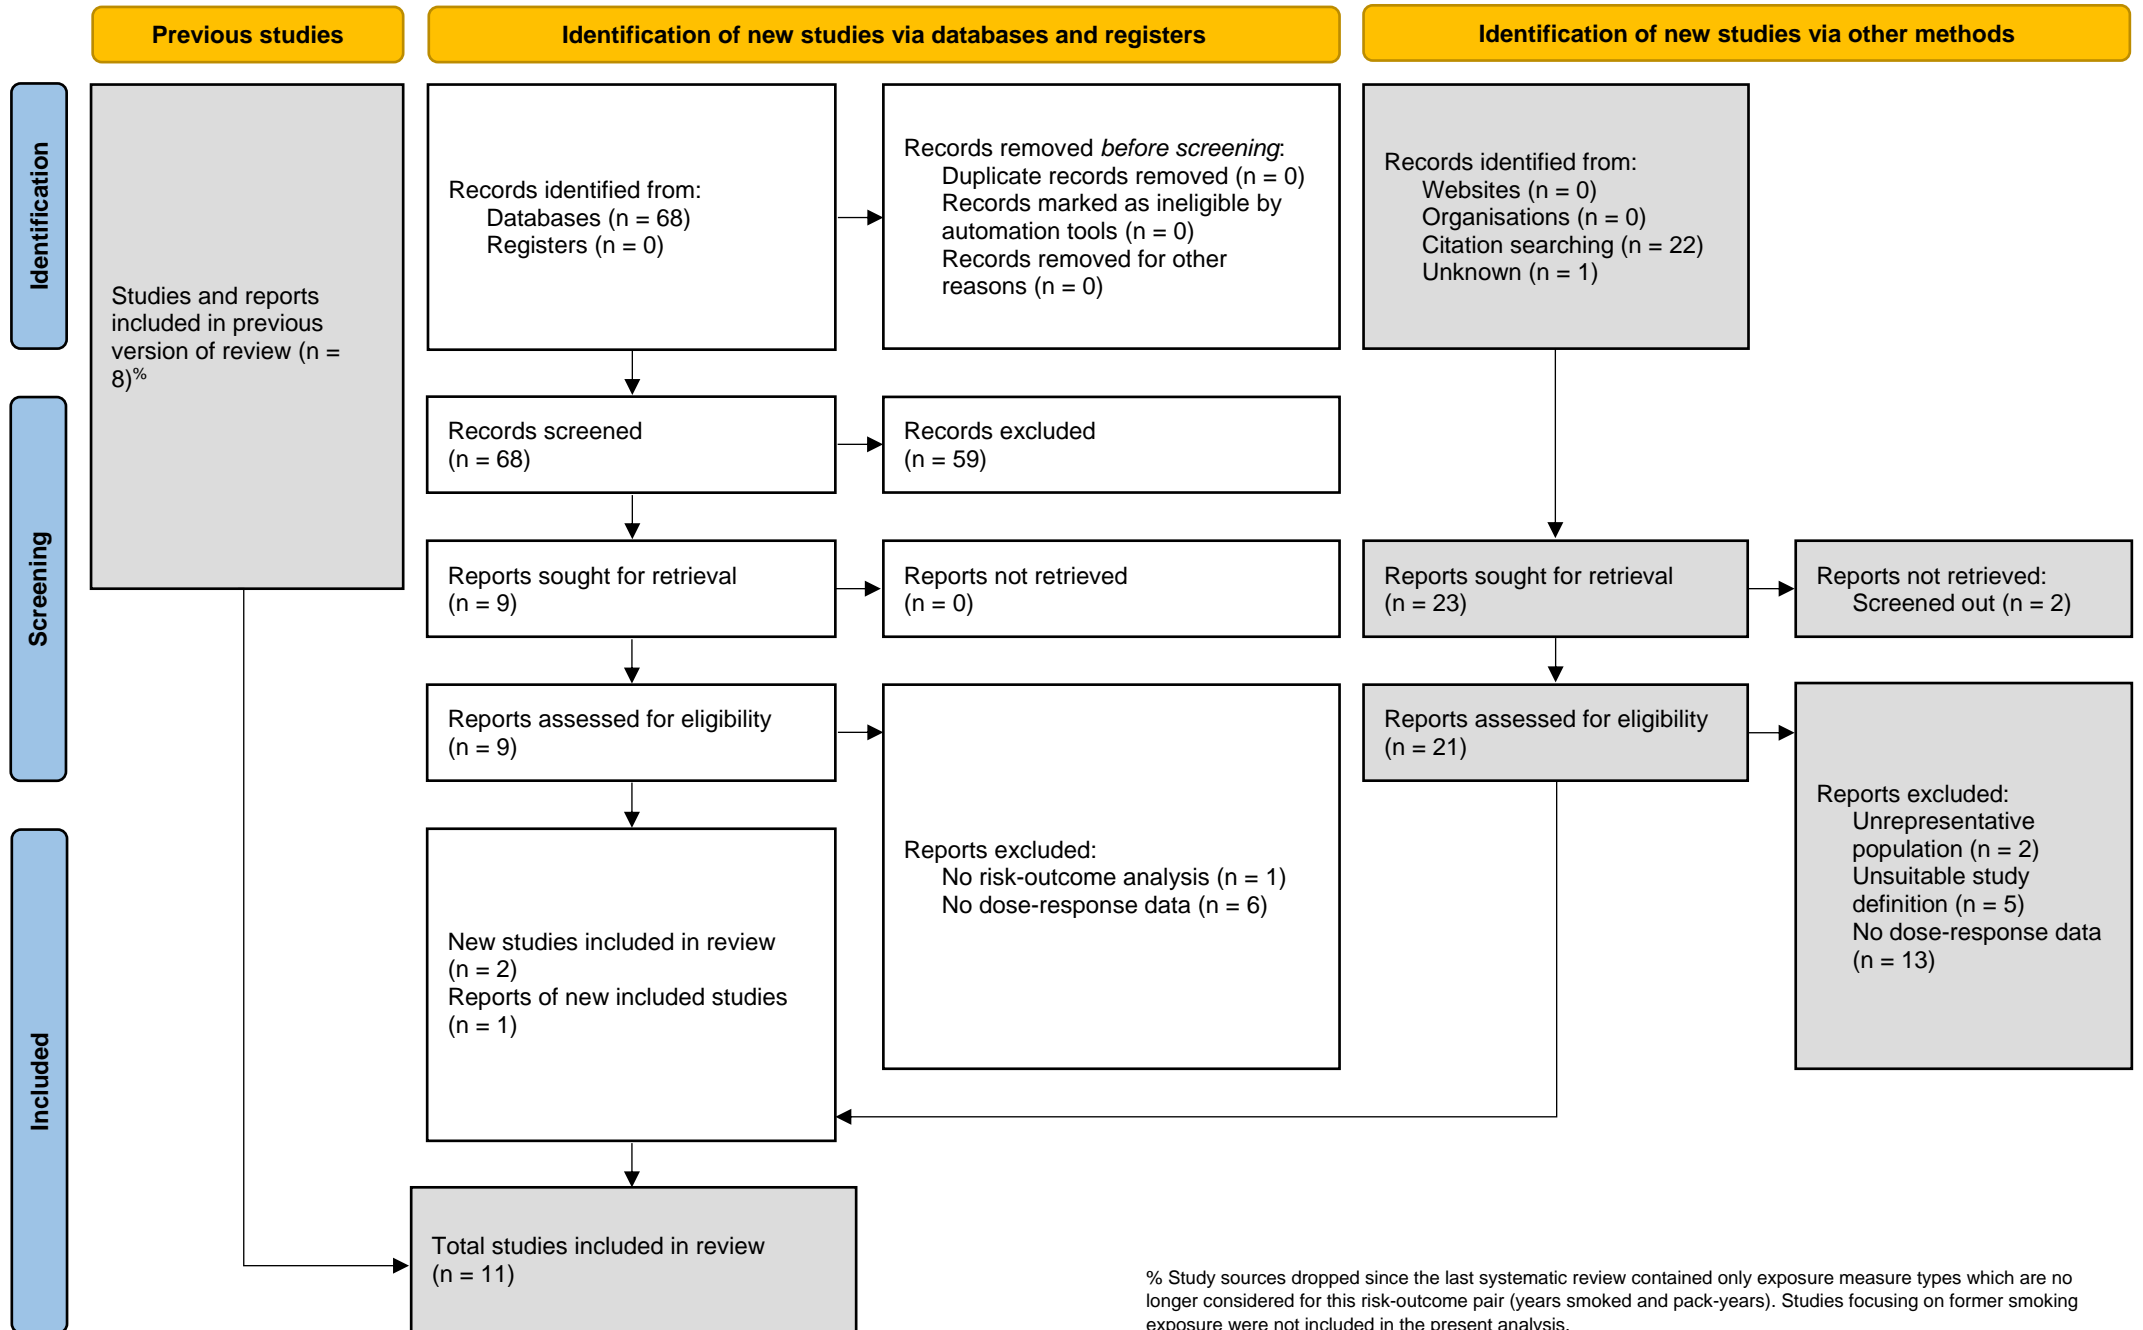 Previous studies
Identification of new studies via databases and registers
Identification of new studies via other methods
Identification
Studies and reports
included in previous
version of review (n =
8)%
Records identified from:
Databases (n = 68)
Registers (n = 0)
Records removed before screening:
Duplicate records removed (n = 0)
Records marked as ineligible by
automation tools (n = 0)
Records removed for other
reasons (n = 0)
Records identified from:
Websites (n = 0)
Organisations (n = 0)
Citation searching (n = 22)
Unknown (n = 1)
Screening
Records screened
(n = 68)
Records excluded
(n = 59)
Reports sought for retrieval
(n = 9)
Reports not retrieved
(n = 0)
Reports sought for retrieval
(n = 23)
Reports not retrieved:
Screened out (n = 2)
Reports assessed for eligibility
(n = 9)
Reports excluded:
No risk-outcome analysis (n = 1)
No dose-response data (n = 6)
Reports assessed for eligibility
(n = 21)
Reports excluded:
Unrepresentative
population (n = 2)
Unsuitable study
definition (n = 5)
No dose-response data
(n = 13)
Included
New studies included in review
(n = 2)
Reports of new included studies
(n = 1)
Total studies included in review
(n = 11)
% Study sources dropped since the last systematic review contained only exposure measure types which are no
longer considered for this risk-outcome pair (years smoked and pack-years). Studies focusing on former smoking
exposure were not included in the present analysis.